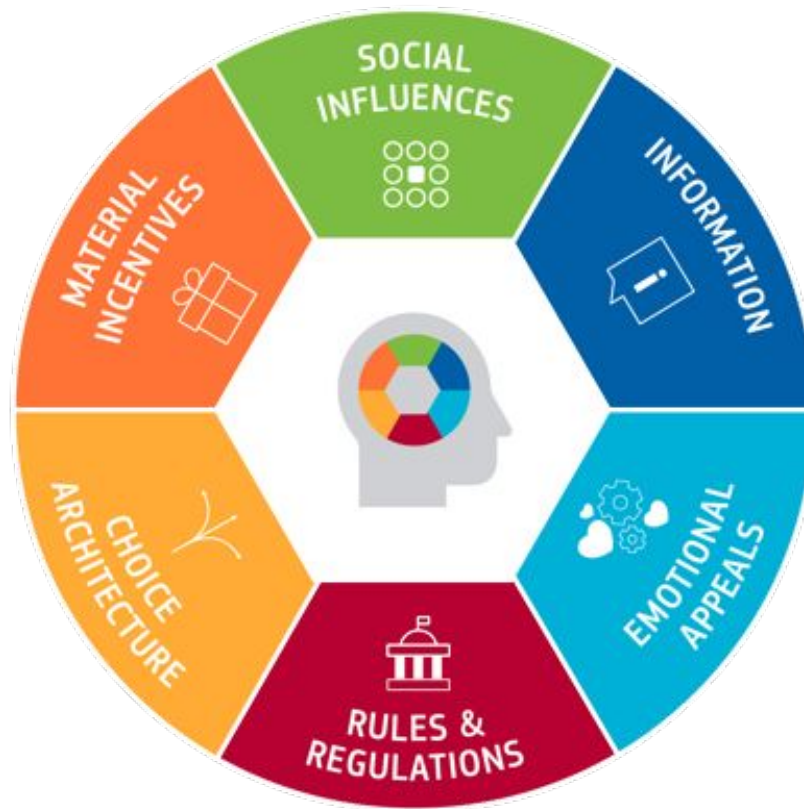 SOCIAL
INFLUENCES
INFORMATION
EMOTIONAL
APPEALS
RULES &
REGULATIONS
CHOICE
ARCHITECTURE
MATERIAL
INCENTIVES
i